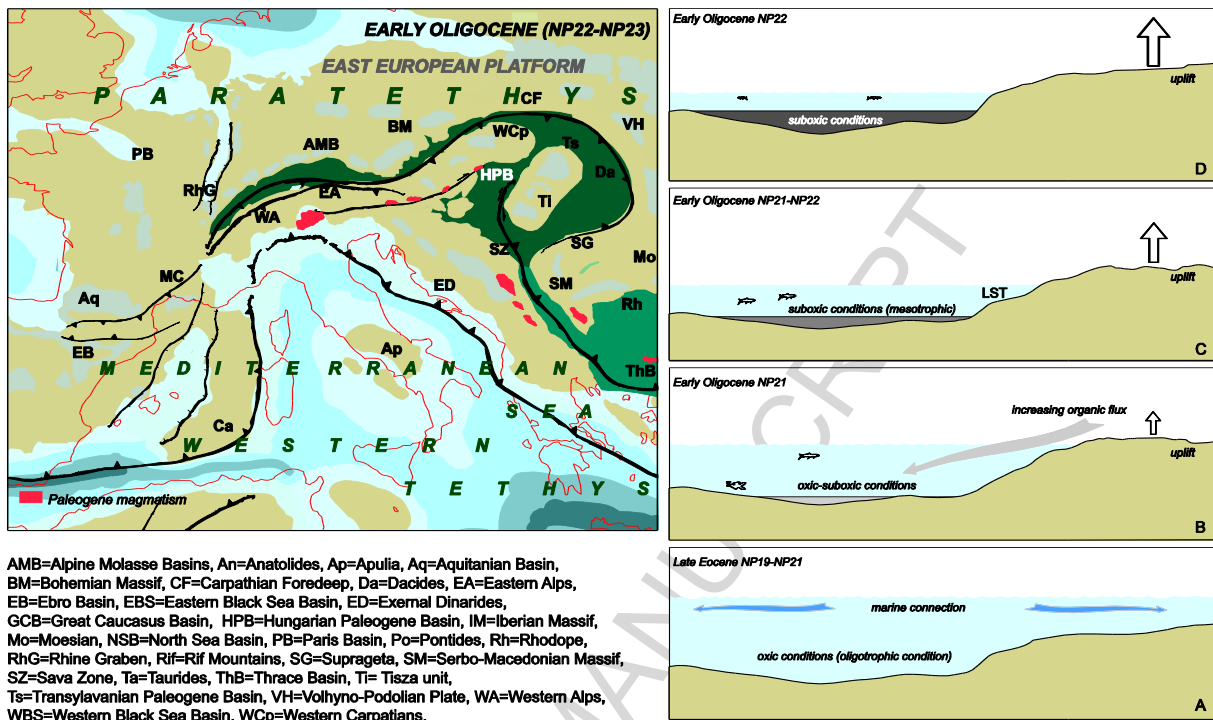 EARLY OLIGOCENE (NP22-NP23)
EAST EUROPEAN PLATFORM
PARATETHYS
CF
VH
BM
WCp
Ts
AMB
PB
HPB
Da
RhG
EA
Ti
WA
SZ
SG
Mo
MC
SM
ED
Aq
Rh
EB
Ap
MEDITERRANEAN
ThB
SEA
Ca
WESTERN
TETHYS
Paleogene magmatism
AMB=Alpine Molasse Basins, An=Anatolides, Ap=Apulia, Aq=Aquitanian Basin,
BM=Bohemian Massif, CF=Carpathian Foredeep, Da=Dacides, EA=Eastern Alps,
EB=Ebro Basin, EBS=Eastern Black Sea Basin, ED=Exernal Dinarides,
GCB=Great Caucasus Basin, HPB=Hungarian Paleogene Basin, IM=Iberian Massif,
Mo=Moesian, NSB=North Sea Basin, PB=Paris Basin, Po=Pontides, Rh=Rhodope,
RhG=Rhine Graben, Rif=Rif Mountains, SG=Suprageta, SM=Serbo-Macedonian Massif,
SZ=Sava Zone, Ta=Taurides, ThB=Thrace Basin, Ti= Tisza unit,
Ts=Transylavanian Paleogene Basin, VH=Volhyno-Podolian Plate, WA=Western Alps,
WBS=Western Black Sea Basin, WCp=Western Carpatians.
Early Oligocene NP22
uplift
suboxic conditions
D
Early Oligocene NP21-NP22
uplift
LST
suboxic conditions (mesotrophic)
C
Early Oligocene NP21
increasing organic flux
uplift
oxic-suboxic conditions
B
Late Eocene NP19-NP21
marine connection
oxic conditions (oligotrophic condition)
A